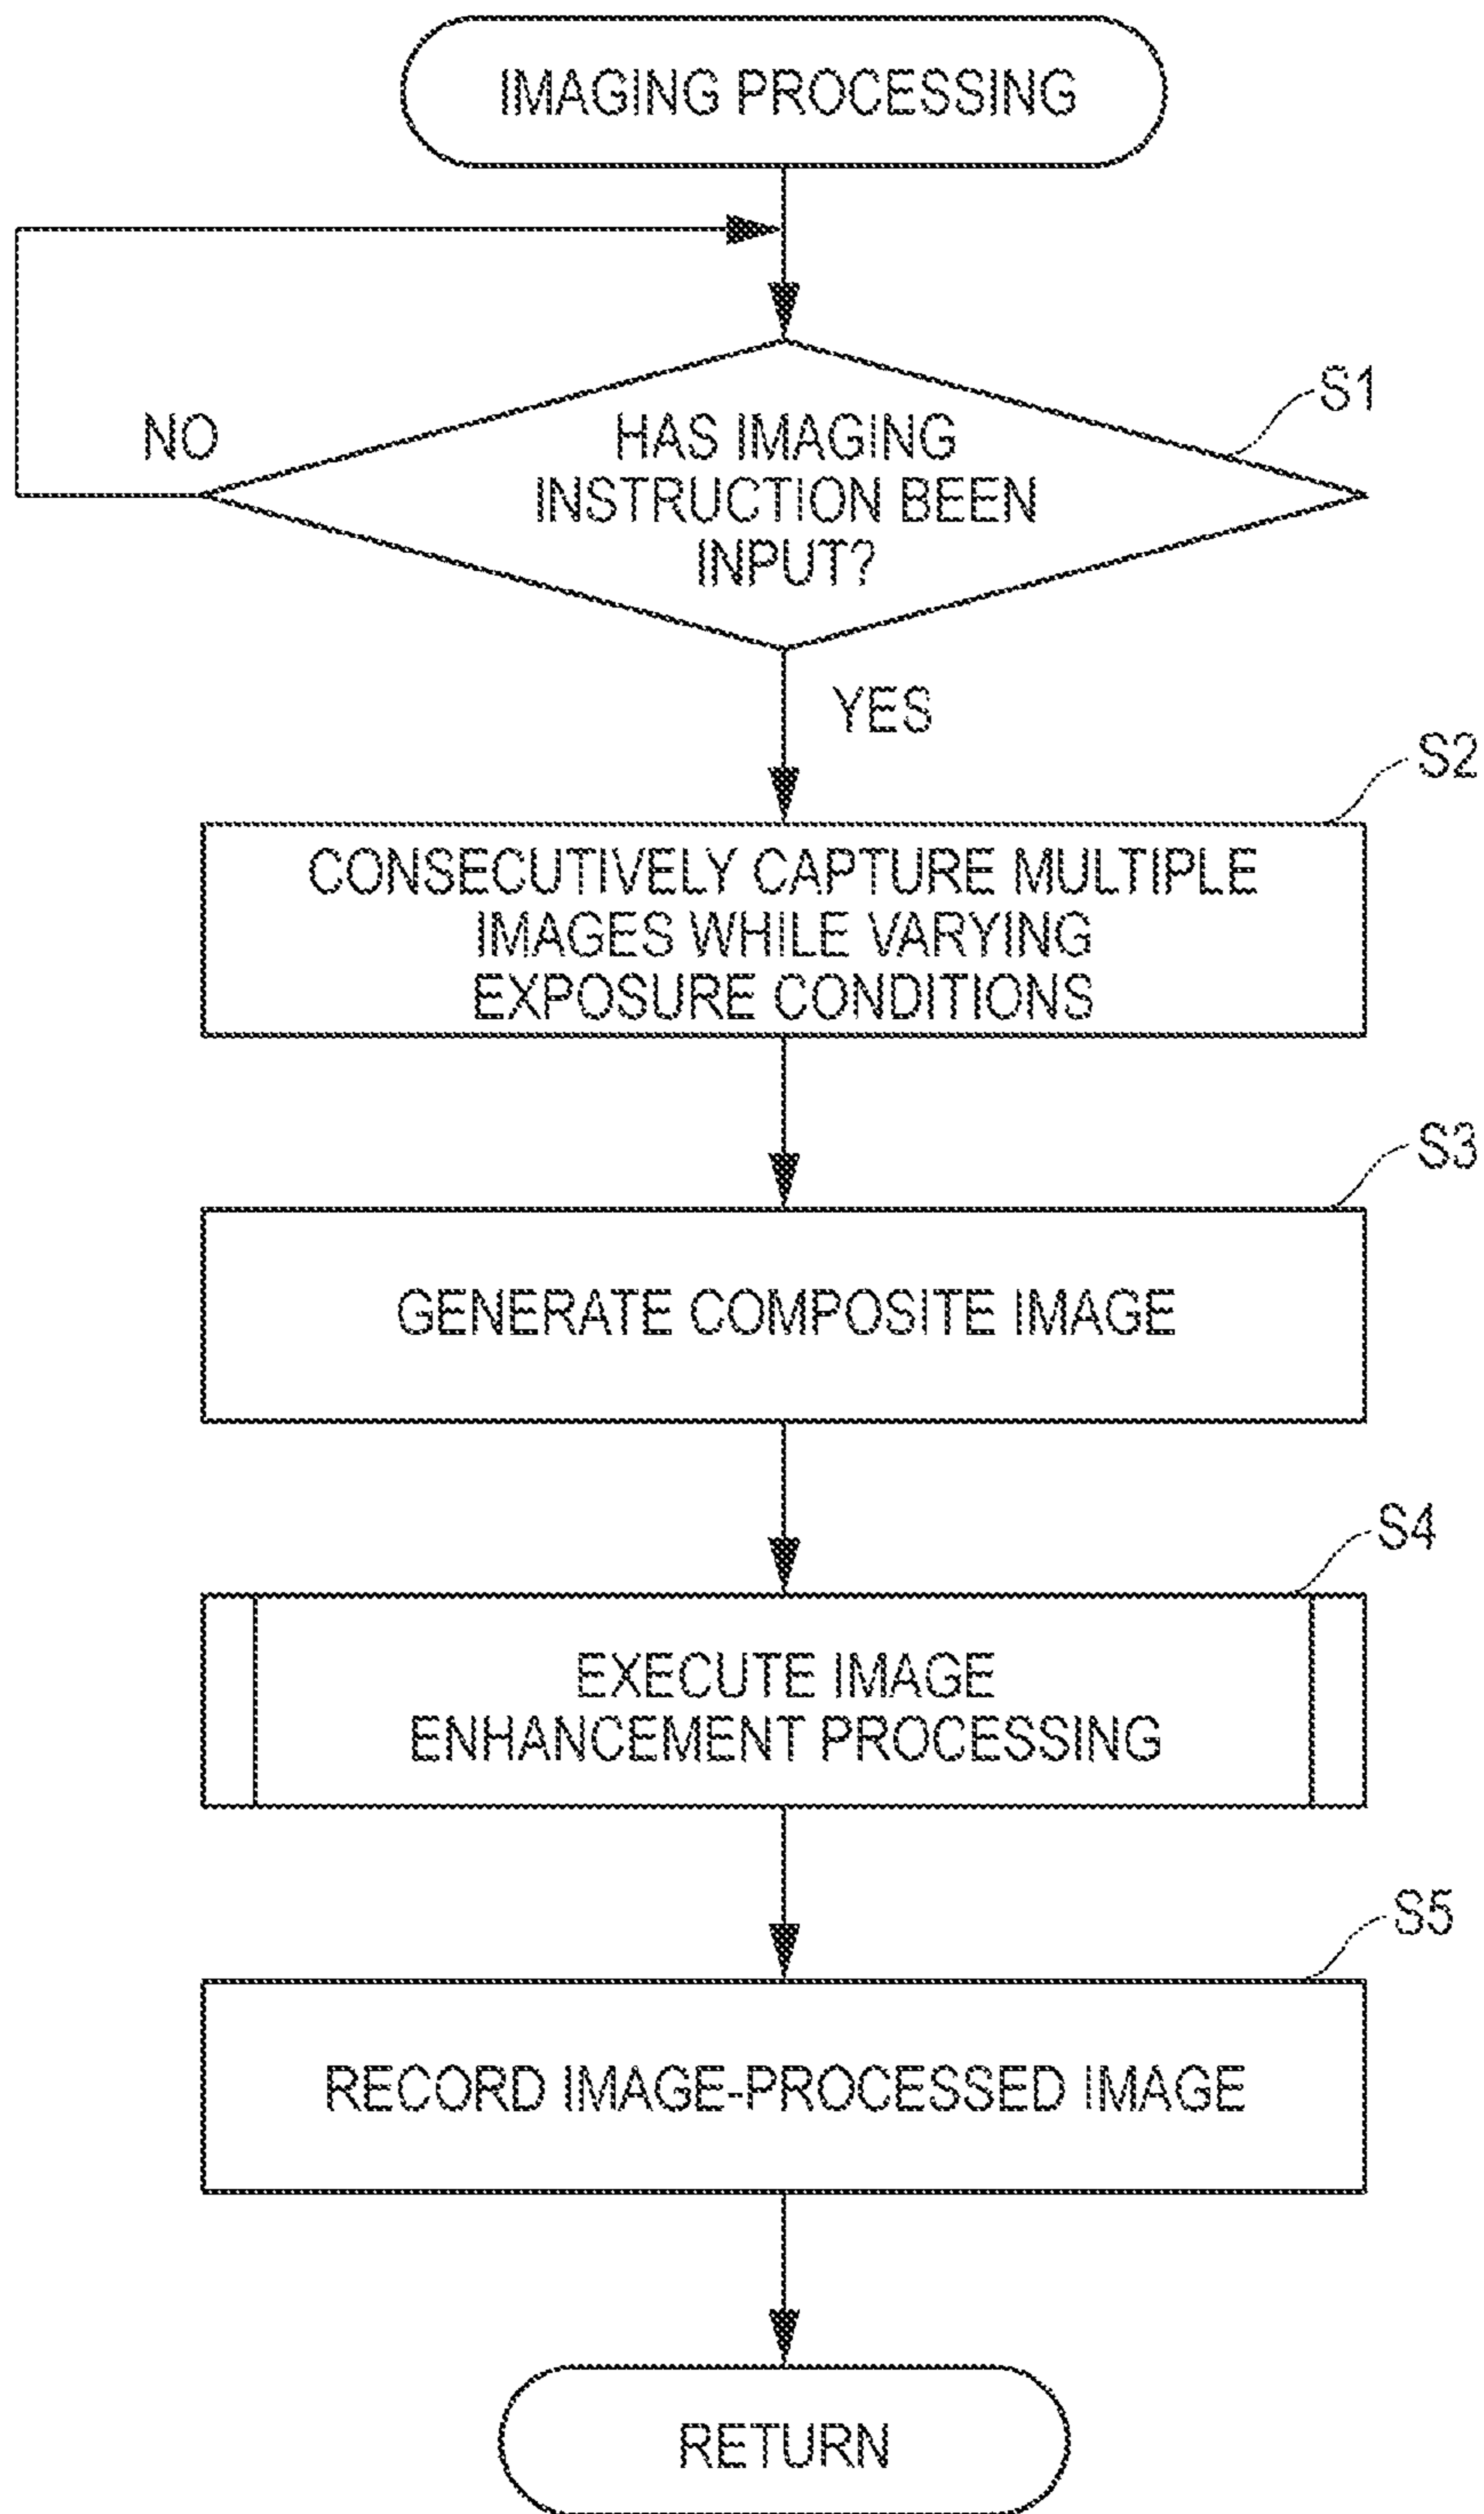 IMAGING PROCESSING
S1
NO
HAS IMAGING
INSTRUCTION BEEN
INPUT?
YES
S2
CONSECUTIVELY CAPTURE MULTIPLE
IMAGES WHILE VARYING
EXPOSURE CONDITIONS
S3
GENERATE COMPOSITE IMAGE
S4
EXECUTE IMAGE
ENHANCEMENT PROCESSING
S5
RECORD IMAGE-PROCESSED IMAGE
RETURN